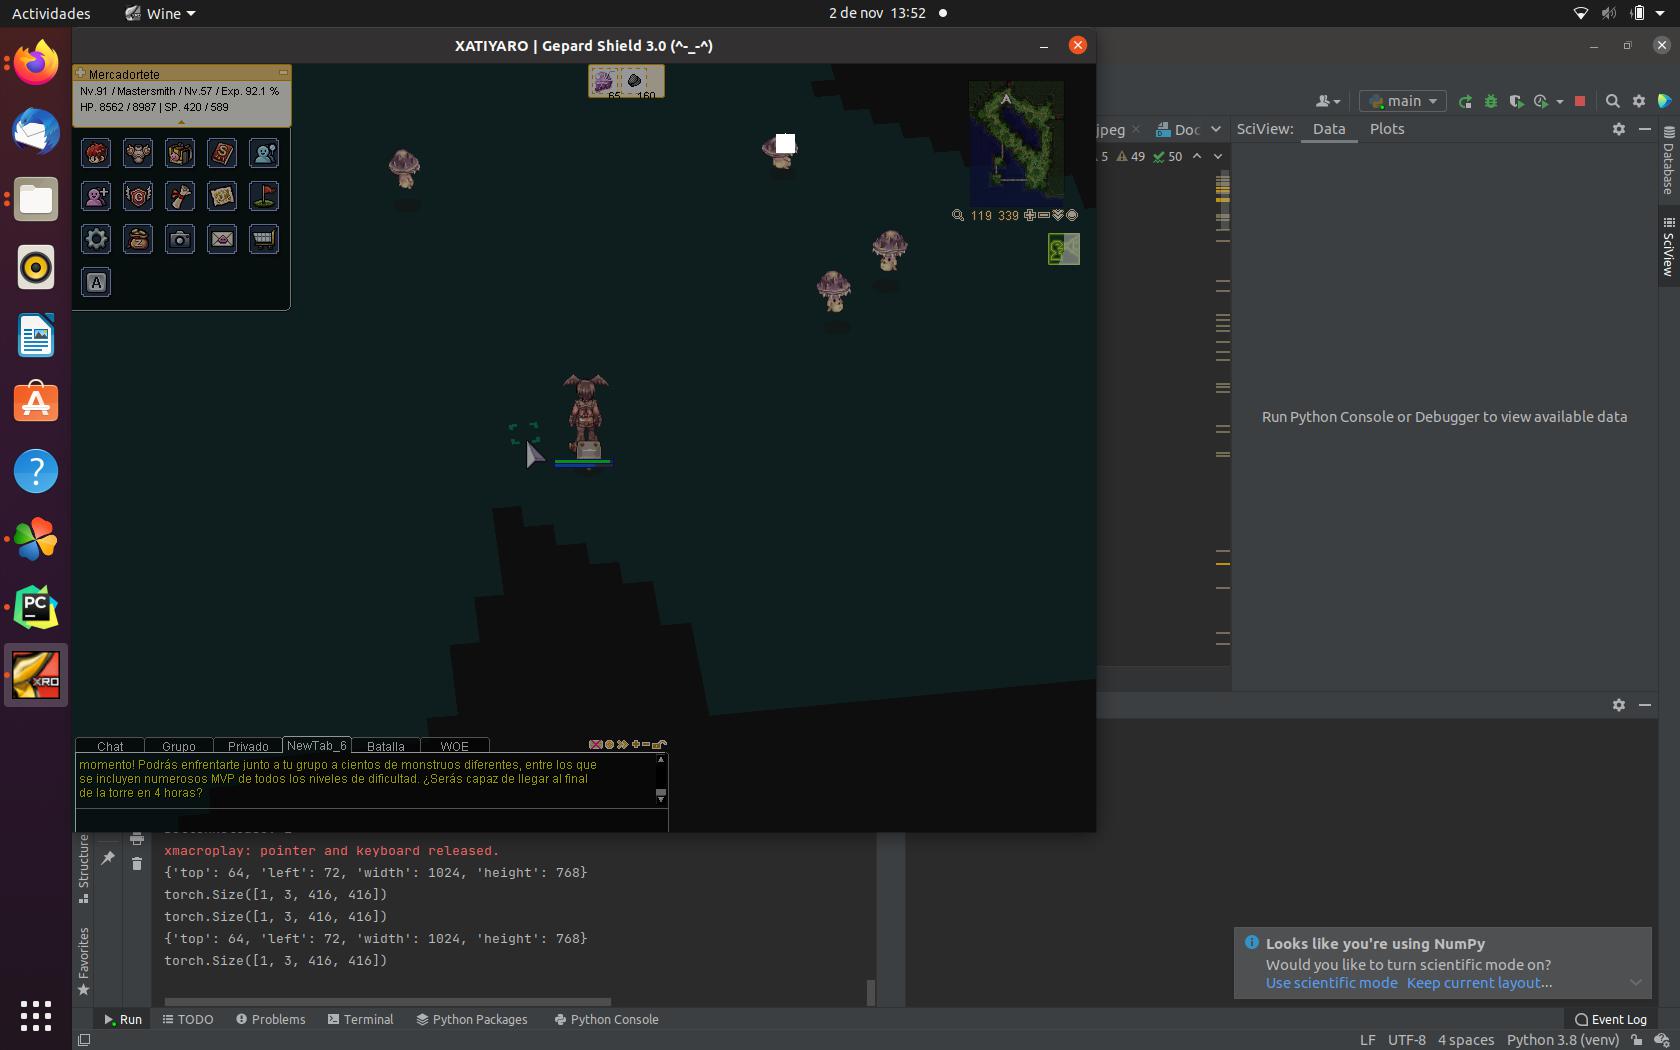 Actividades
Wine
2 de nov 13:52
XATIYARO | Gepard Shield 3.0 (^-_-^)
Mercadortete
Nv.91 / Mastersmith / Nv.57 / Exp. 92.1 %
HP. 8562 / 8987 | SP. 420 / 589
65 160
A
119 339
main
jpeg
Doc
SciView:
Data
Plots
5 49 50
Database
SciView
Run Python Console or Debugger to view available data
PC
XRO
Chat
Grupo
Privado
NewTab_6
Batalla
WOE
momento! Podrás enfrentarte junto a tu grupo a cientos de monstruos diferentes, entre los que
se incluyen numerosos MVP de todos los niveles de dificultad. ¿Serás capaz de llegar al final
de la torre en 4 horas?
xmacroplay: pointer and keyboard released.
{'top': 64, 'left': 72, 'width': 1024, 'height': 768}
torch.Size([1, 3, 416, 416])
torch.Size([1, 3, 416, 416])
{'top': 64, 'left': 72, 'width': 1024, 'height': 768}
torch.Size([1, 3, 416, 416])
Structure
Favorites
Looks like you're using NumPy
Would you like to turn scientific mode on?
Use scientific mode Keep current layout...
Run
TODO
Problems
Terminal
Python Packages
Python Console
Event Log
LF UTF-8 4 spaces Python 3.8 (venv)